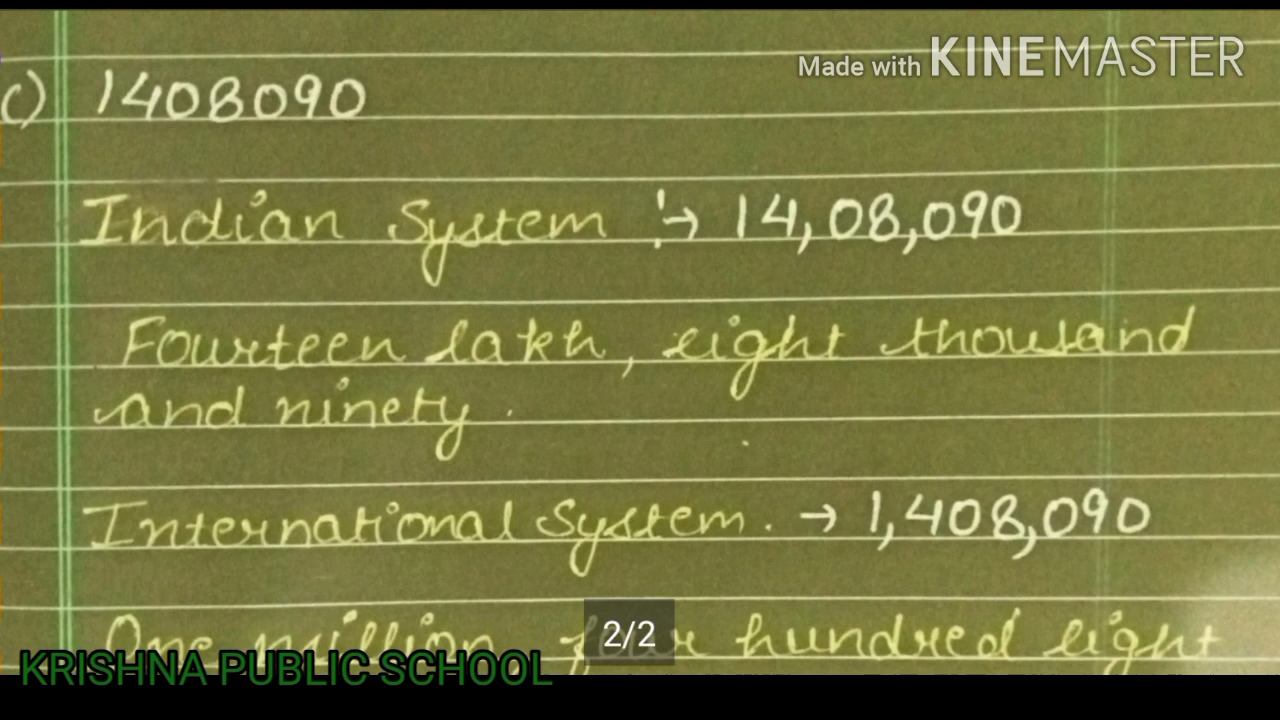 Made with KINEMASTER
c) 1408090
Indian System :→ 14,08,090
Fourteen lakh, eight thousand
and ninety.
International System. → 1,408,090
One million four hundred eight
2/2
KRISHNA PUBLIC SCHOOL